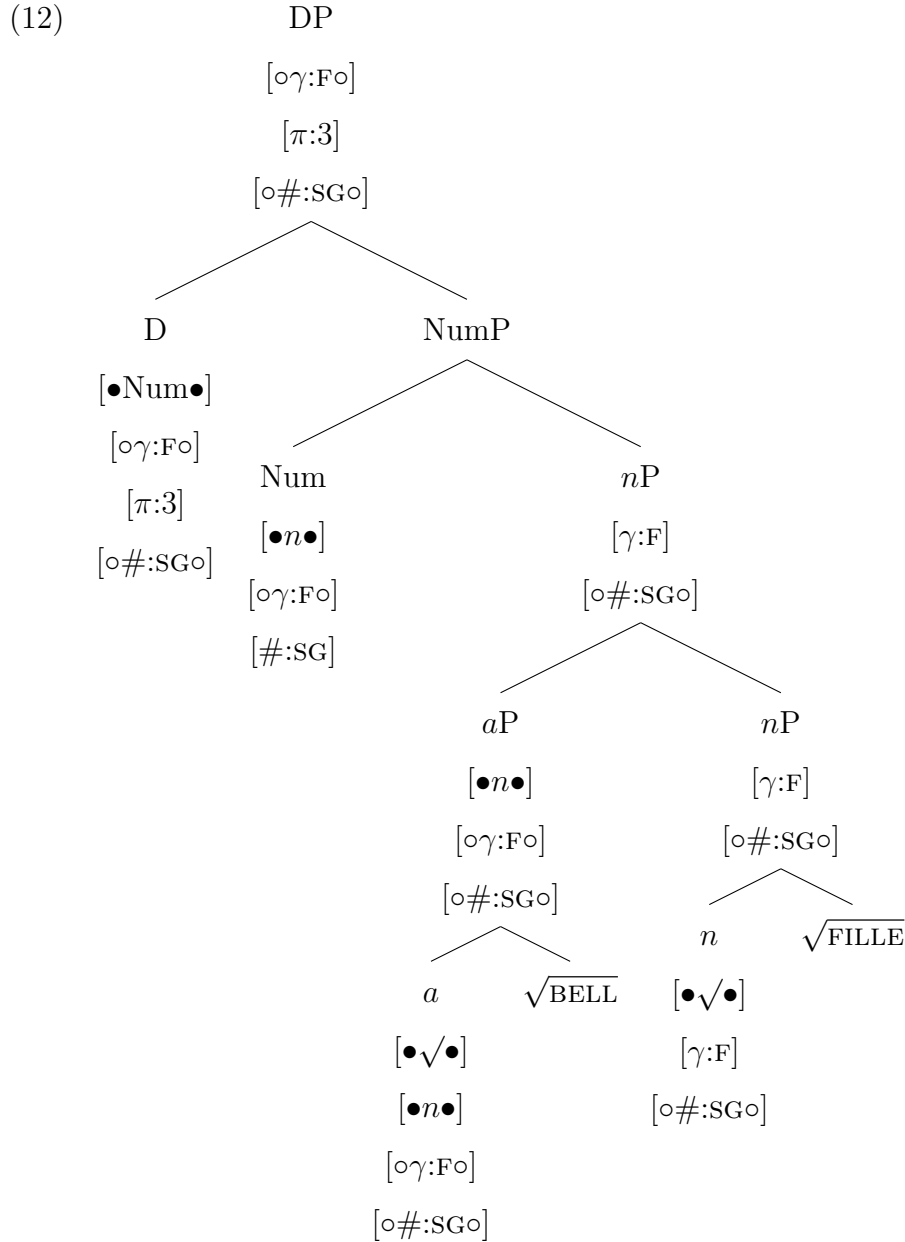 (12) DP
[∘γ:F∘]
[π:3]
[∘#:SG∘]
D NumP
[●Num●]
[∘γ:F∘] Num nP
[π:3] [●n●] [γ:F]
[∘#:SG∘] [∘γ:F∘] [∘#:SG∘]
[#:SG]
aP nP
[●n●] [γ:F]
[∘γ:F∘] [∘#:SG∘]
[∘#:SG∘]
n √FILLE
a √BELL [●√●]
[●√●] [γ:F]
[●n●] [∘#:SG∘]
[∘γ:F∘]
[∘#:SG∘]